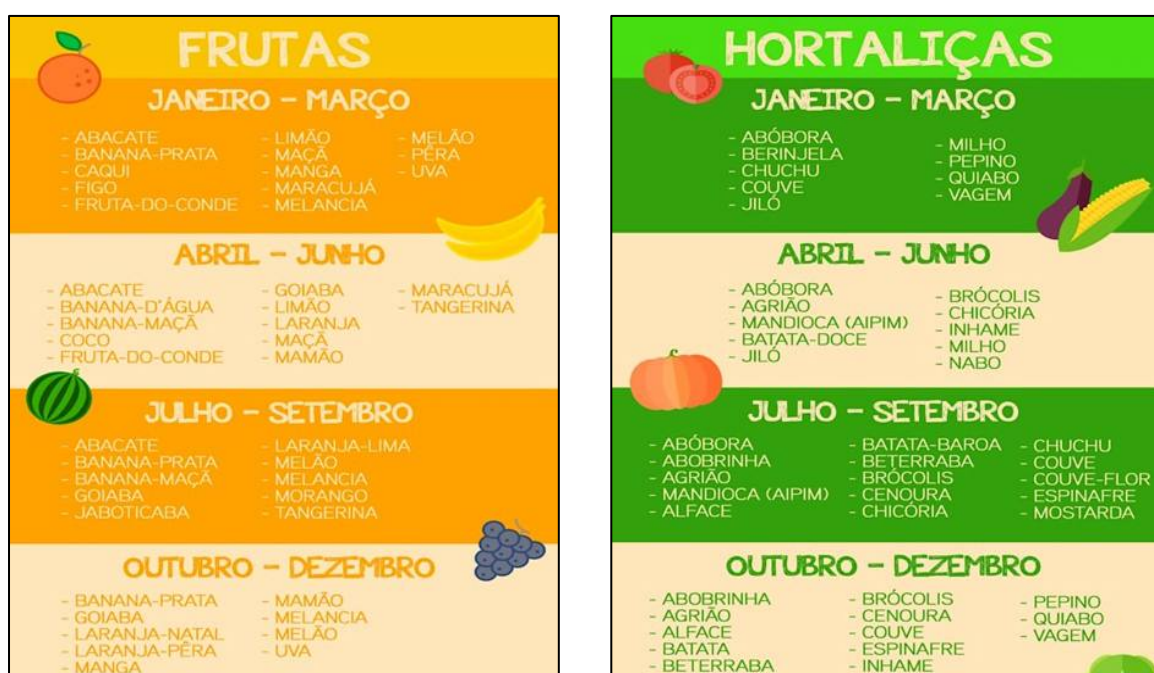 FRUTAS
JANEIRO – MARÇO
- ABACATE
- BANANA-PRATA
- CAQUI
- FIGO
- FRUTA-DO-CONDE
- LIMÃO
- MAÇÃ
- MANGA
- MARACUJÁ
- MELANCIA
- MELÃO
- PÊRA
- UVA
ABRIL – JUNHO
- ABACATE
- BANANA-D'ÁGUA
- BANANA-MAÇÃ
- COCO
- FRUTA-DO-CONDE
- GOIABA
- LIMÃO
- LARANJA
- MAÇÃ
- MAMÃO
- MARACUJÁ
- TANGERINA
JULHO – SETEMBRO
- ABACATE
- BANANA-PRATA
- BANANA-MAÇÃ
- GOIABA
- JABOTICABA
- LARANJA-LIMA
- MELÃO
- MELANCIA
- MORANGO
- TANGERINA
OUTUBRO – DEZEMBRO
- BANANA-PRATA
- GOIABA
- LARANJA-NATAL
- LARANJA-PÊRA
- MANGA
- MAMÃO
- MELANCIA
- MELÃO
- UVA
HORTALIÇAS
JANEIRO – MARÇO
- ABÓBORA
- BERINJELA
- CHUCHU
- COUVE
- JILÓ
- MILHO
- PEPINO
- QUIABO
- VAGEM
ABRIL – JUNHO
- ABÓBORA
- AGRIÃO
- MANDIOCA (AIPIM)
- BATATA-DOCE
- JILÓ
- BRÓCOLIS
- CHICÓRIA
- INHAME
- MILHO
- NABO
JULHO – SETEMBRO
- ABÓBORA
- ABOBRINHA
- AGRIÃO
- MANDIOCA (AIPIM)
- ALFACE
- BATATA-BAROA
- BETERRABA
- BRÓCOLIS
- CENOURA
- CHICÓRIA
- CHUCHU
- COUVE
- COUVE-FLOR
- ESPINAFRE
- MOSTARDA
OUTUBRO – DEZEMBRO
- ABOBRINHA
- AGRIÃO
- ALFACE
- BATATA
- BETERRABA
- BRÓCOLIS
- CENOURA
- COUVE
- ESPINAFRE
- INHAME
- PEPINO
- QUIABO
- VAGEM